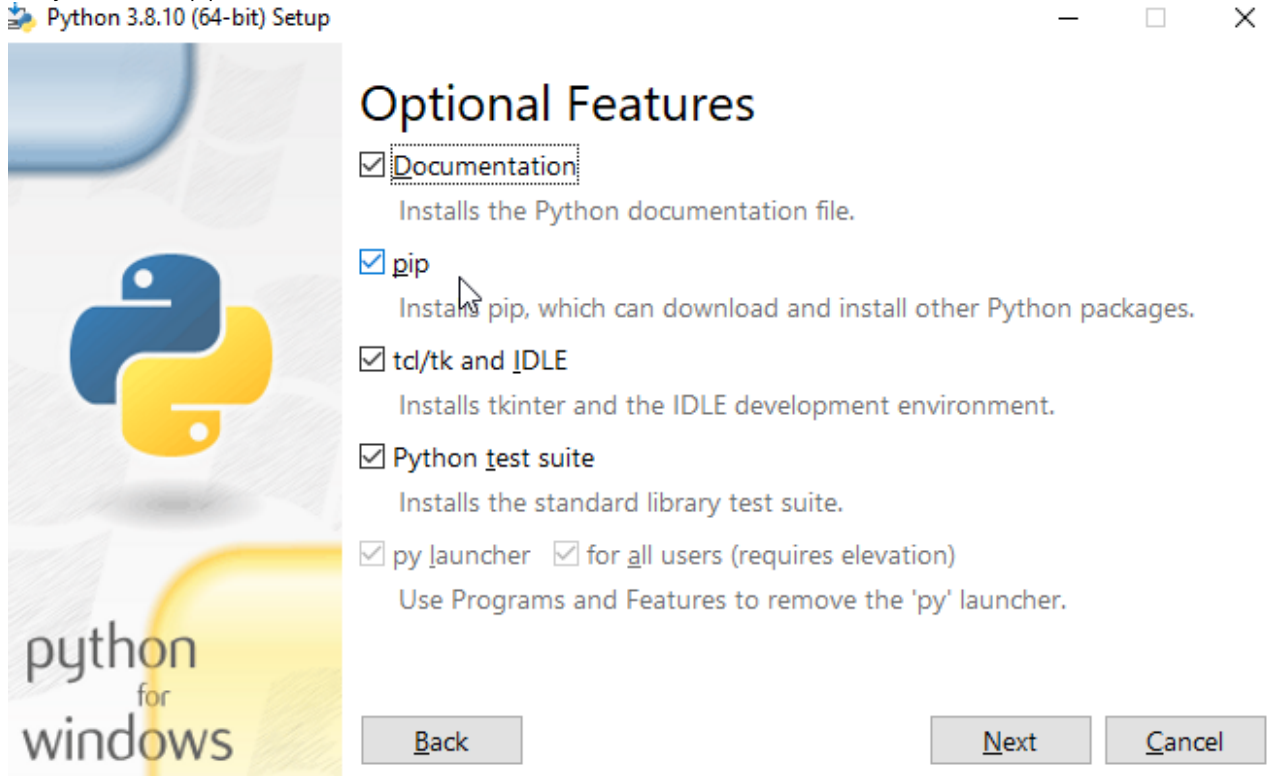 Python 3.8.10 (64-bit) Setup
Optional Features
Documentation
Installs the Python documentation file.
pip
Installs pip, which can download and install other Python packages.
tcl/tk and IDLE
Installs tkinter and the IDLE development environment.
Python test suite
Installs the standard library test suite.
py launcher for all users (requires elevation)
Use Programs and Features to remove the 'py' launcher.
python
for
windows
Back Next Cancel